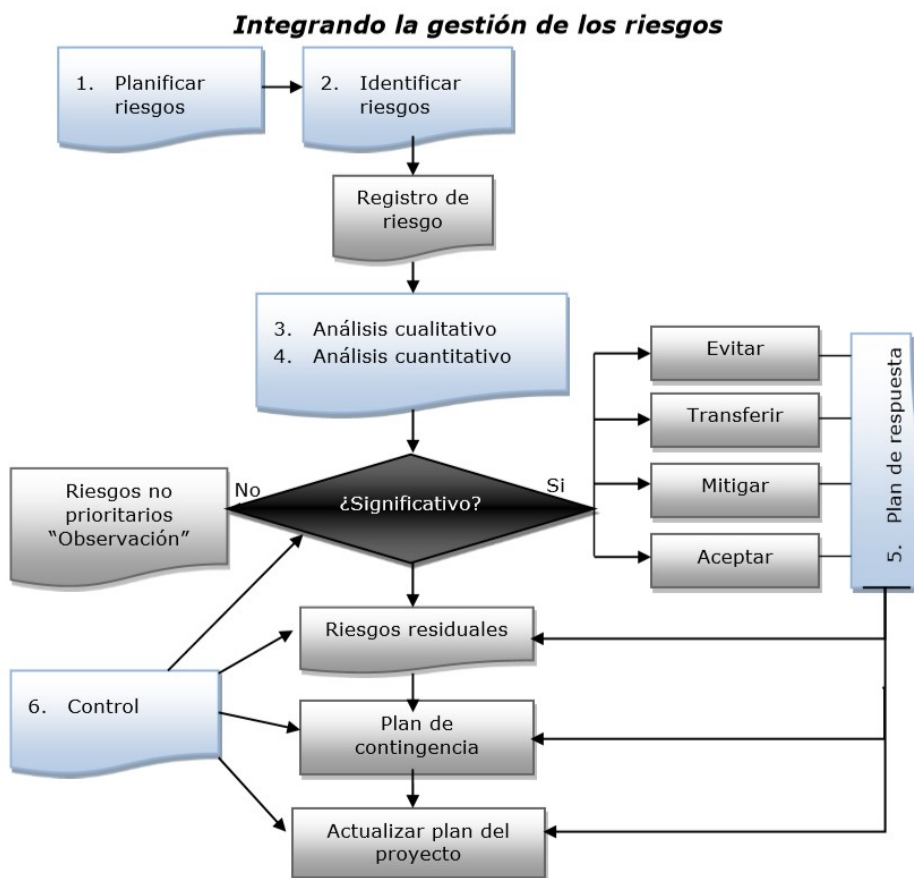 Integrando la gestión de los riesgos
1. Planificar
riesgos
2. Identificar
riesgos
Registro de
riesgo
3. Análisis cualitativo
4. Análisis cuantitativo
Evitar
Transferir
Mitigar
Aceptar
5. Plan de respuesta
Riesgos no
prioritarios
“Observación”
No
¿Significativo?
Si
Riesgos residuales
6. Control
Plan de
contingencia
Actualizar plan del
proyecto